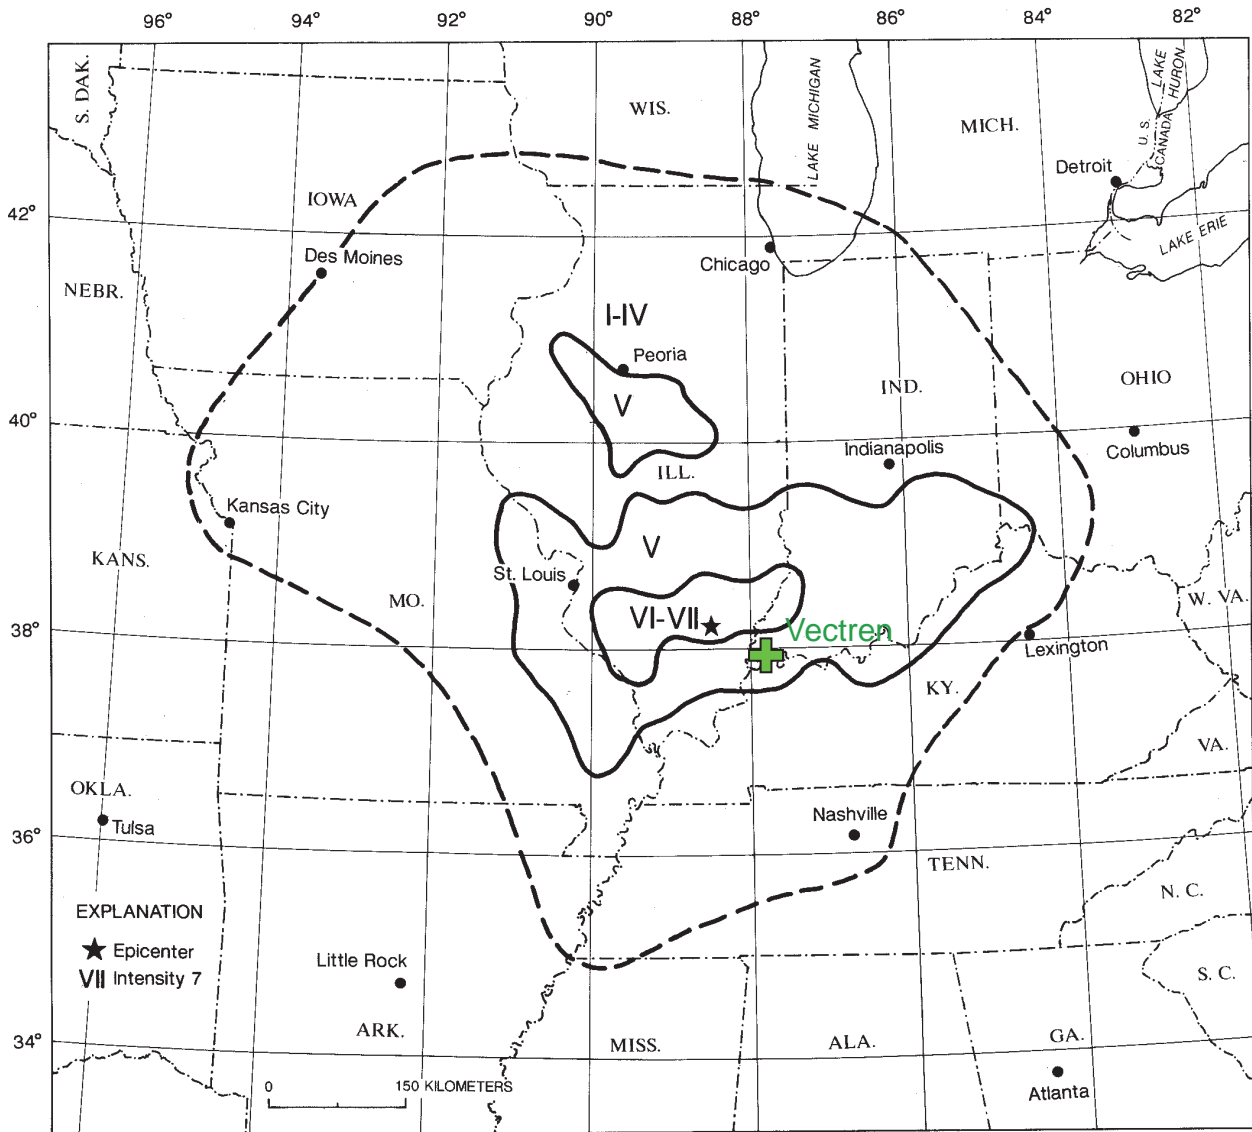 96° 94° 92° 90° 88° 86° 84° 82°
S. DAK.
WIS.
LAKE MICHIGAN
MICH.
LAKE HURON
U. S.
CANADA
Detroit
IOWA
42°
LAKE ERIE
Des Moines
Chicago
NEBR.
I-IV
Peoria
IND.
OHIO
V
40°
Indianapolis
Columbus
ILL.
Kansas City
V
KANS.
St. Louis
MO.
W. VA.
VI-VII
Vectren
38°
Lexington
KY.
VA.
OKLA.
Tulsa
Nashville
36°
TENN.
N. C.
EXPLANATION
Epicenter
VII Intensity 7
Little Rock
S. C.
ARK.
34°
MISS.
ALA.
GA.
0 150 KILOMETERS
Atlanta